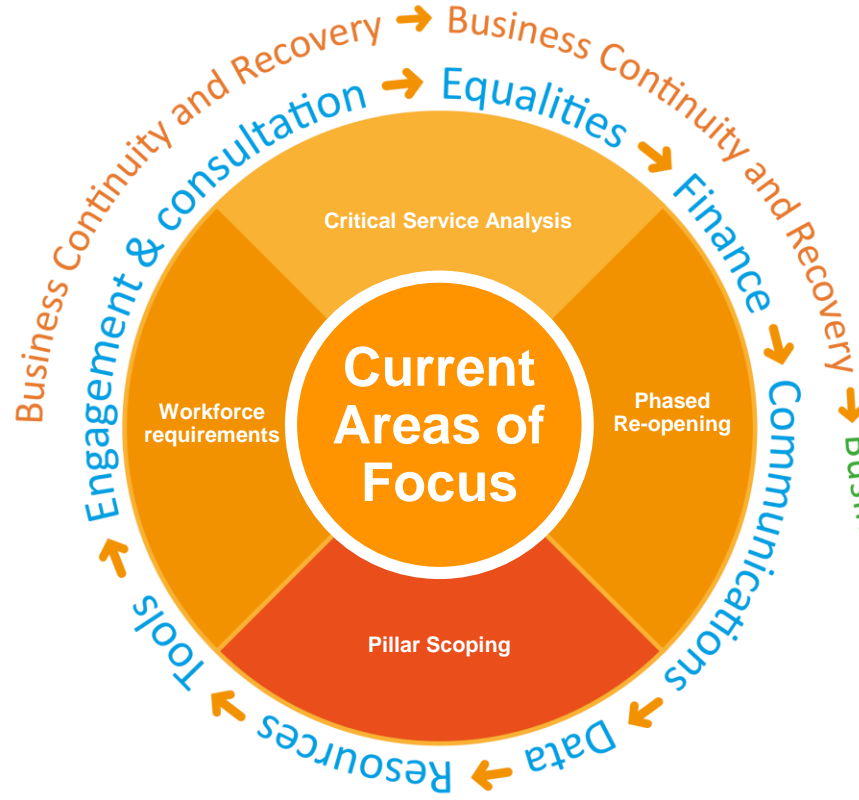 Business Continuity and Recovery → Business Continuity and Recovery →
Engagement & consultation → Equalities → Finance → Communications → Data → Resources → Tools →
Critical Service Analysis
Workforce
requirements
Current
Areas of
Focus
Phased
Re-opening
Pillar Scoping